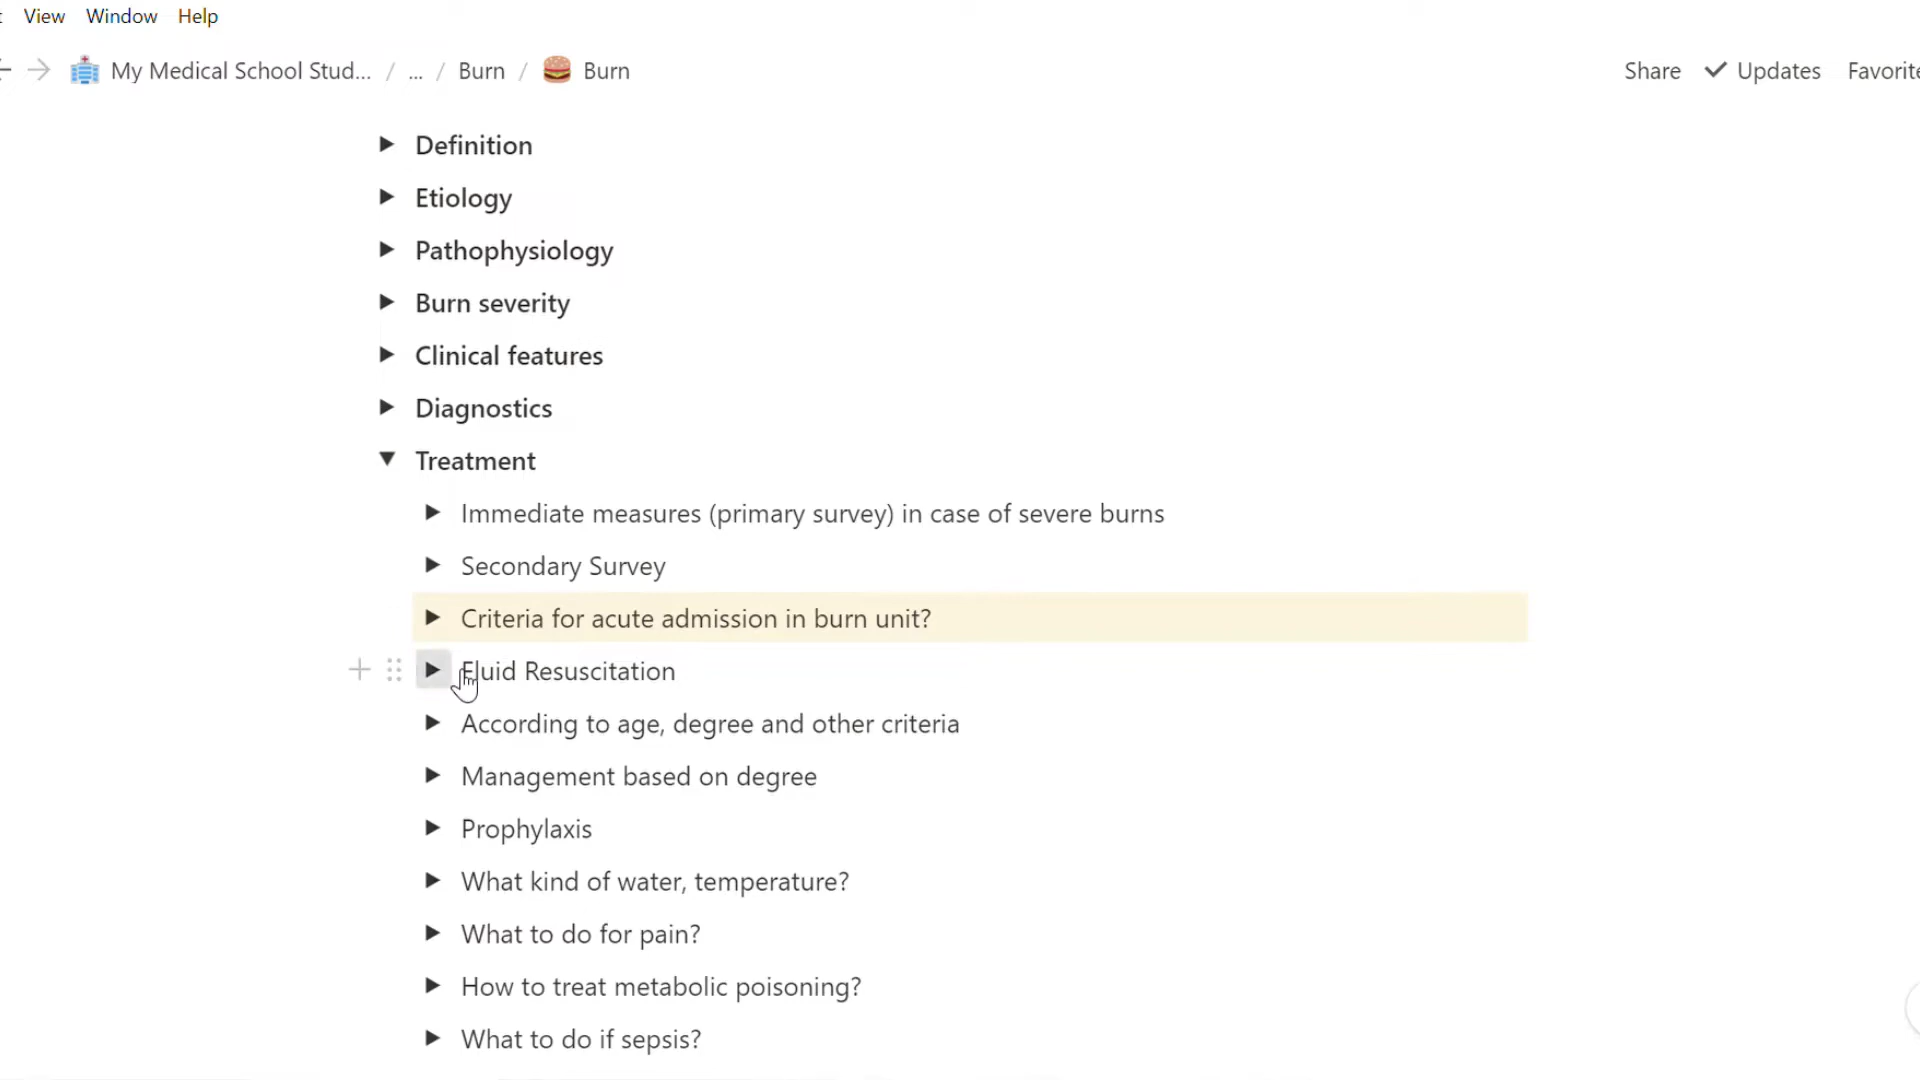 View Window Help
My Medical School Stud... / ... / Burn / Burn Share Updates Favorite
Definition
Etiology
Pathophysiology
Burn severity
Clinical features
Diagnostics
Treatment
Immediate measures (primary survey) in case of severe burns
Secondary Survey
Criteria for acute admission in burn unit?
Fluid Resuscitation
According to age, degree and other criteria
Management based on degree
Prophylaxis
What kind of water, temperature?
What to do for pain?
How to treat metabolic poisoning?
What to do if sepsis?